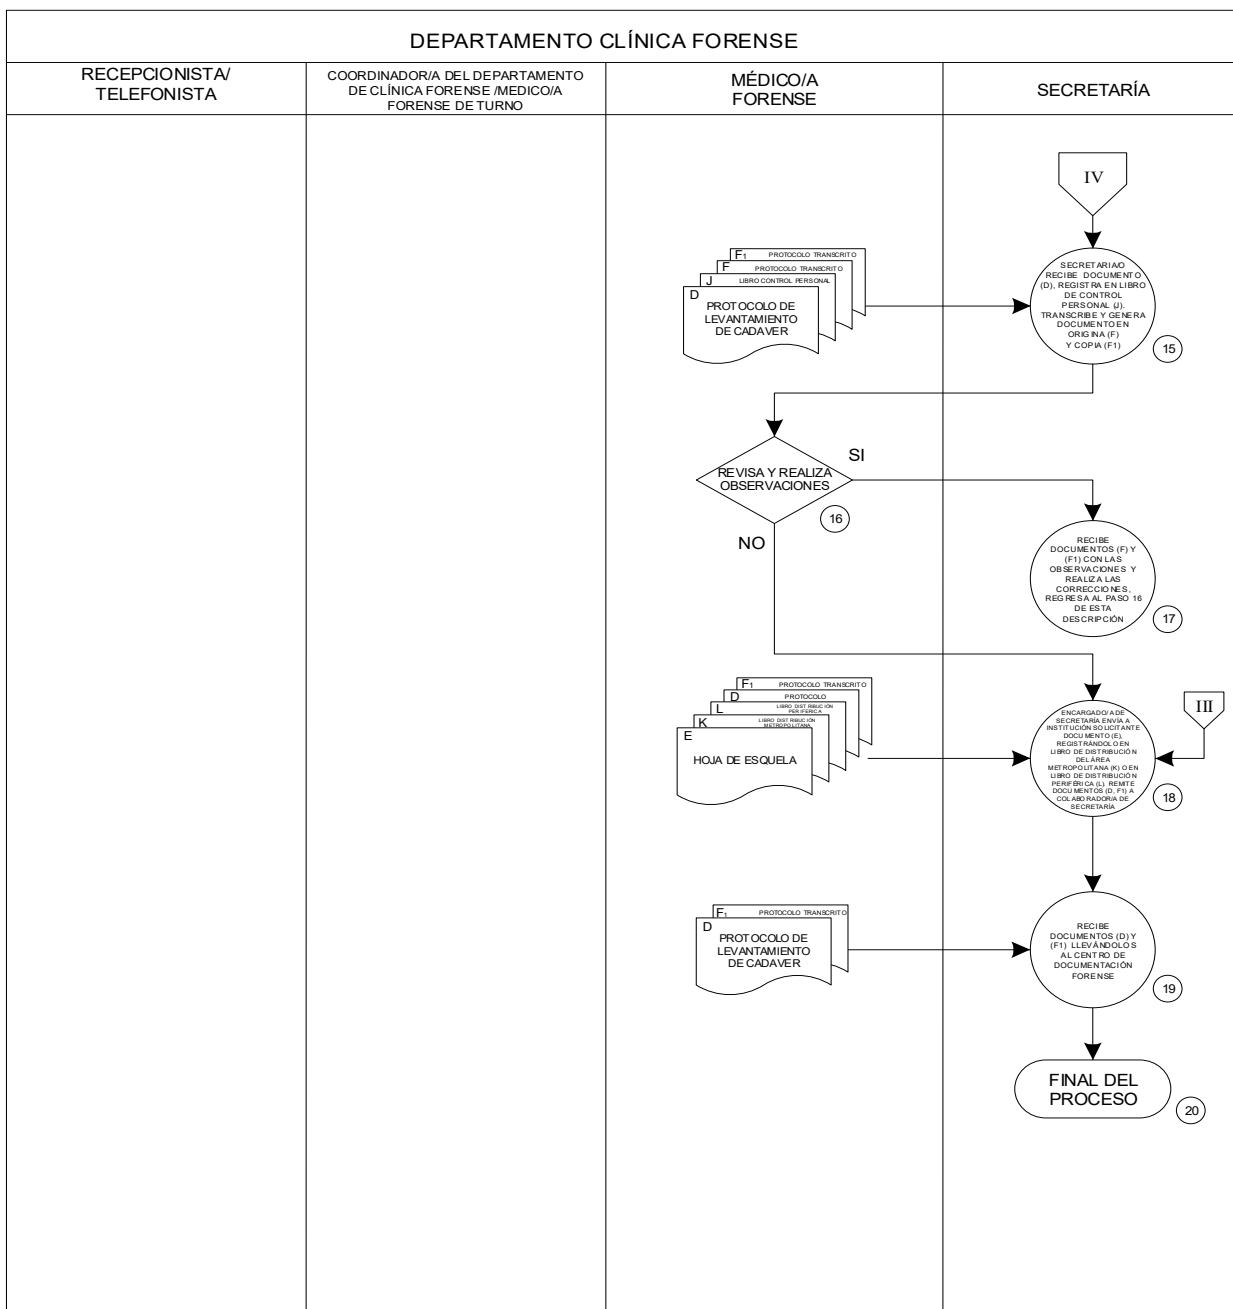 DEPARTAMENTO CLÍNICA FORENSE
RECEPCIONISTA/
TELEFONISTA
COORDINADOR/A DEL DEPARTAMENTO
DE CLÍNICA FORENSE /MEDICO/A
FORENSE DE TURNO
MÉDICO/A
FORENSE
SECRETARÍA
IV
F1 PROTOCOLO TRANSCRITO
F PROTOCOLO TRANSCRITO
J LIBRO CONTROL PERSONAL
D
PROTOCOLO DE
LEVANTAMIENTO
DE CADAVER
SECRETARIA/O
RECIBE DOCUMENTO
(D), REGISTRA EN LIBRO
DE CONTROL
PERSONAL (J).
TRANSCRIBE Y GENERA
DOCUMENTO EN
ORIGINA (F)
Y COPIA (F1)
15
REVISA Y REALIZA
OBSERVACIONES
SI
16
NO
RECIBE
DOCUMENTOS (F) Y
(F1) CON LAS
OBSERVACIONES Y
REALIZA LAS
CORRECCIONES,
REGRESA AL PASO 16
DE ESTA
DESCRIPCIÓN
17
F1 PROTOCOLO TRANSCRITO
D PROTOCOLO
L LIBRO DISTRIBUCIÓN
PERIFERICA
K LIBRO DISTRIBUCIÓN
METROPOLITANA
E
HOJA DE ESQUELA
III
ENCARGADO/A DE
SECRETARÍA ENVÍA A
INSTITUCIÓN SOLICITANTE
DOCUMENTO (E),
REGISTRÁNDOLO EN
LIBRO DE DISTRIBUCIÓN
DEL ÁREA
METROPOLITANA (K) O EN
LIBRO DE DISTRIBUCIÓN
PERIFÉRICA (L). REMITE
DOCUMENTOS (D, F1) A
COLABORADOR/A DE
SECRETARÍA
18
F1 PROTOCOLO TRANSCRITO
D
PROTOCOLO DE
LEVANTAMIENTO
DE CADAVER
RECIBE
DOCUMENTOS (D) Y
(F1) LLEVÁNDOLOS
AL CENTRO DE
DOCUMENTACIÓN
FORENSE
19
FINAL DEL
PROCESO
20